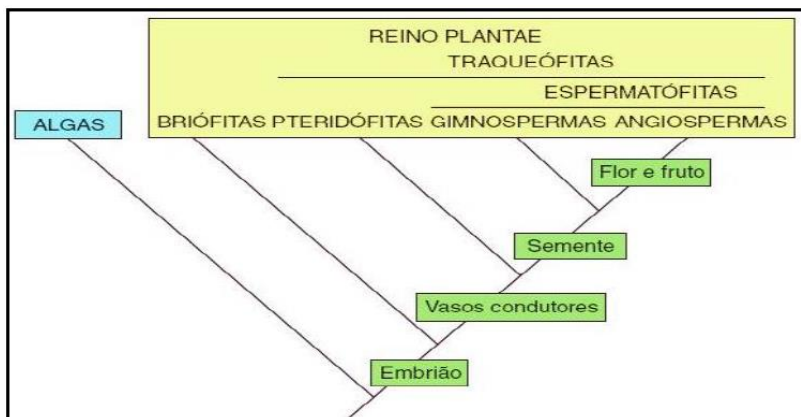 REINO PLANTAE
TRAQUEÓFITAS
ESPERMATÓFITAS
ALGAS
BRIÓFITAS PTERIDÓFITAS GIMNOSPERMAS ANGIOSPERMAS
Flor e fruto
Semente
Vasos condutores
Embrião